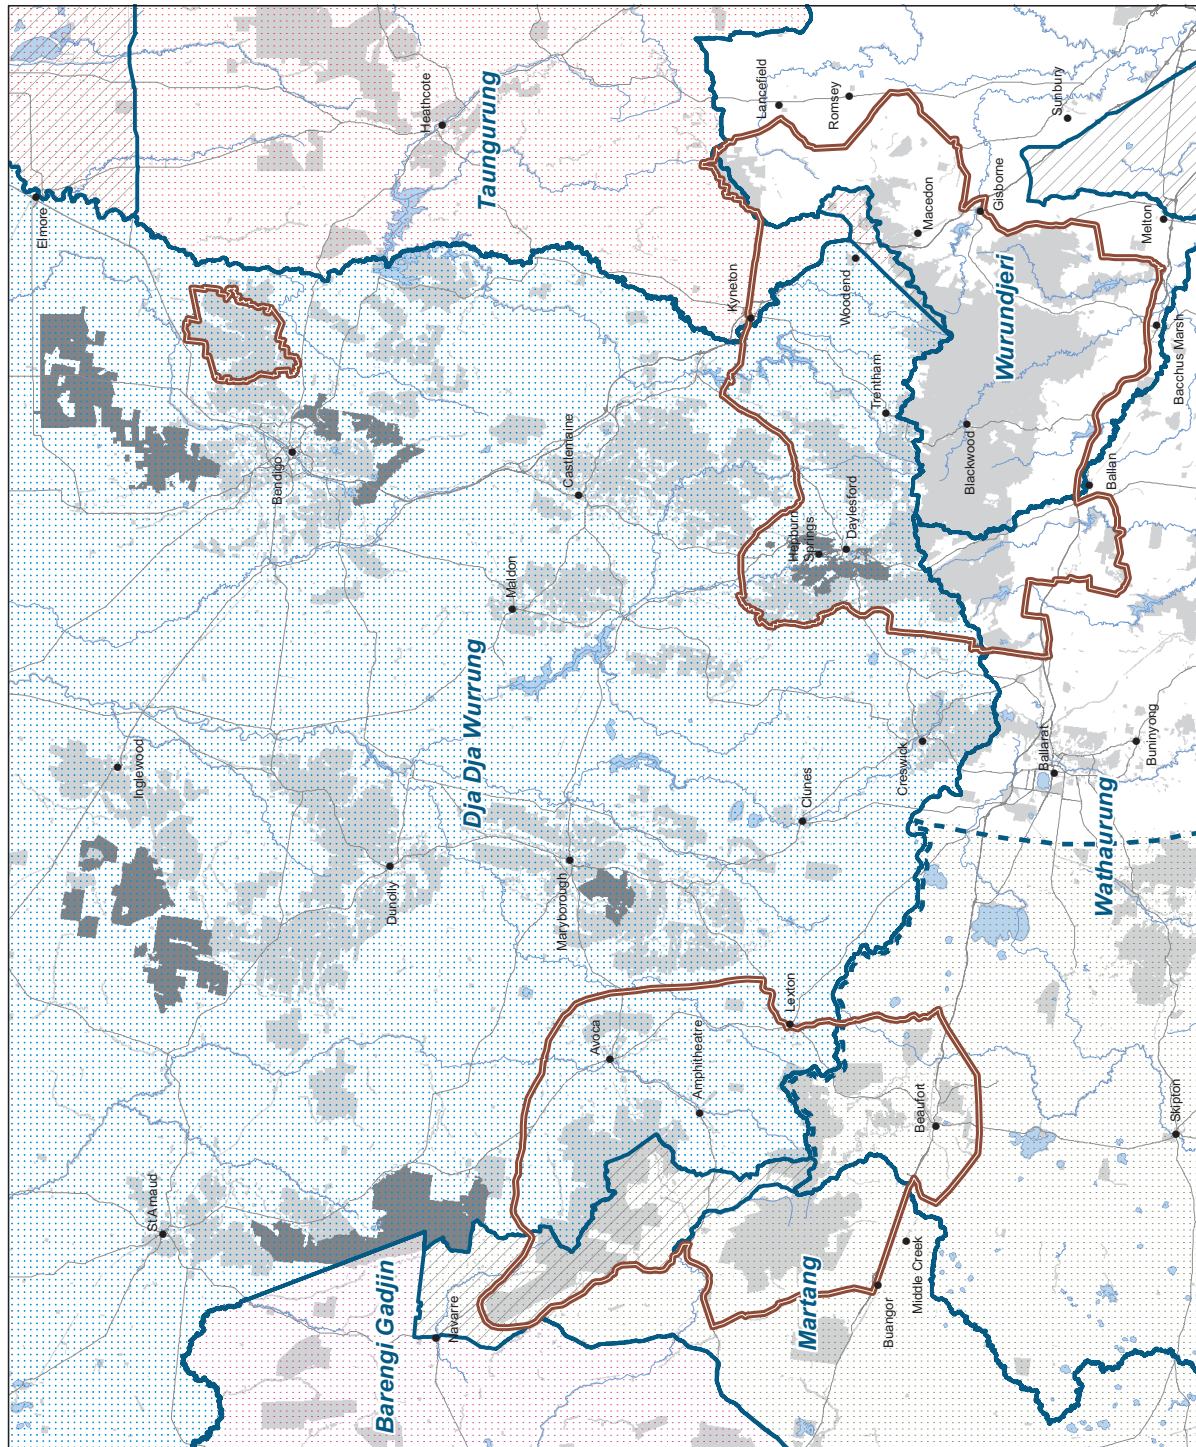 Elmore
Inglewood
St Arnaud
Bendigo
Barengi Gadjin
Dunolly
Heathcote
Navarre
Dja Dja Wurrung
Taungurung
Maldon
Maryborough
Castlemaine
Avoca
Amphitheatre
Kyneton
Lancefield
Lexton
Hepburn
Springs
Clunes
Martang
Romsey
Woodend
Daylesford
Trentham
Buangor
Creswick
Middle Creek
Beaufort
Macedon
Blackwood
Gisborne
Wurundjeri
Ballarat
Sunbury
Wathaurung
Ballan
Melton
Buninyong
Skipton
Bacchus Marsh